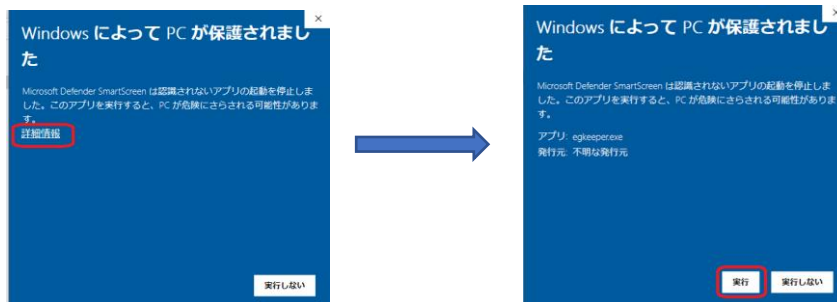 Windows によって PC が保護されまし
た
Microsoft Defender SmartScreen は認識されないアプリの起動を停止しま
した。このアプリを実行すると、PC が危険にさらされる可能性がありま
す。
詳細情報
実行しない
Windows によって PC が保護されまし
た
Microsoft Defender SmartScreen は認識されないアプリの起動を停止しま
した。このアプリを実行すると、PC が危険にさらされる可能性がありま
す。
アプリ: egkeeper.exe
発行元: 不明な発行元
実行
実行しない